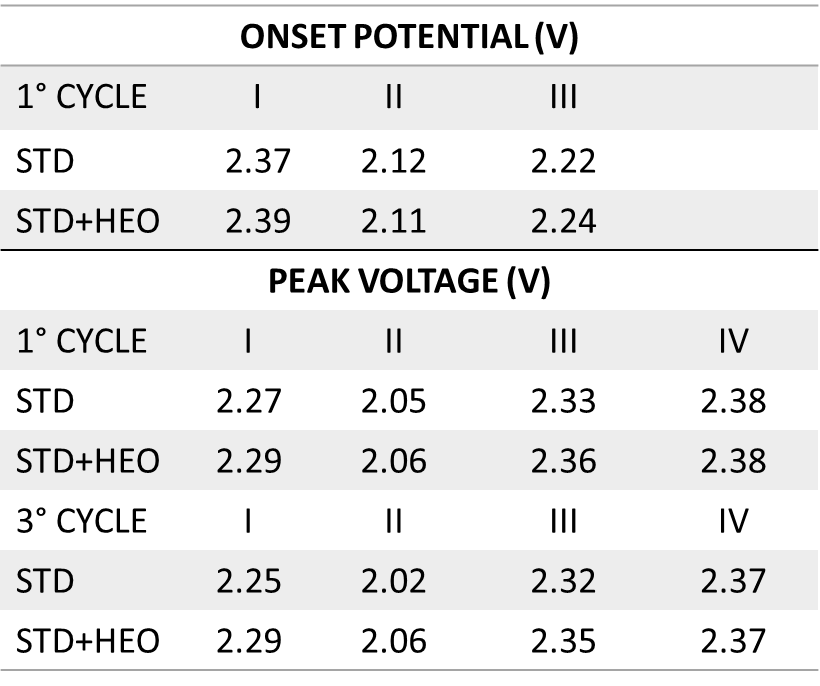 ONSET POTENTIAL (V)
1° CYCLE I II III
STD 2.37 2.12 2.22
STD+HEO 2.39 2.11 2.24
PEAK VOLTAGE (V)
1° CYCLE I II III IV
STD 2.27 2.05 2.33 2.38
STD+HEO 2.29 2.06 2.36 2.38
3° CYCLE I II III IV
STD 2.25 2.02 2.32 2.37
STD+HEO 2.29 2.06 2.35 2.37